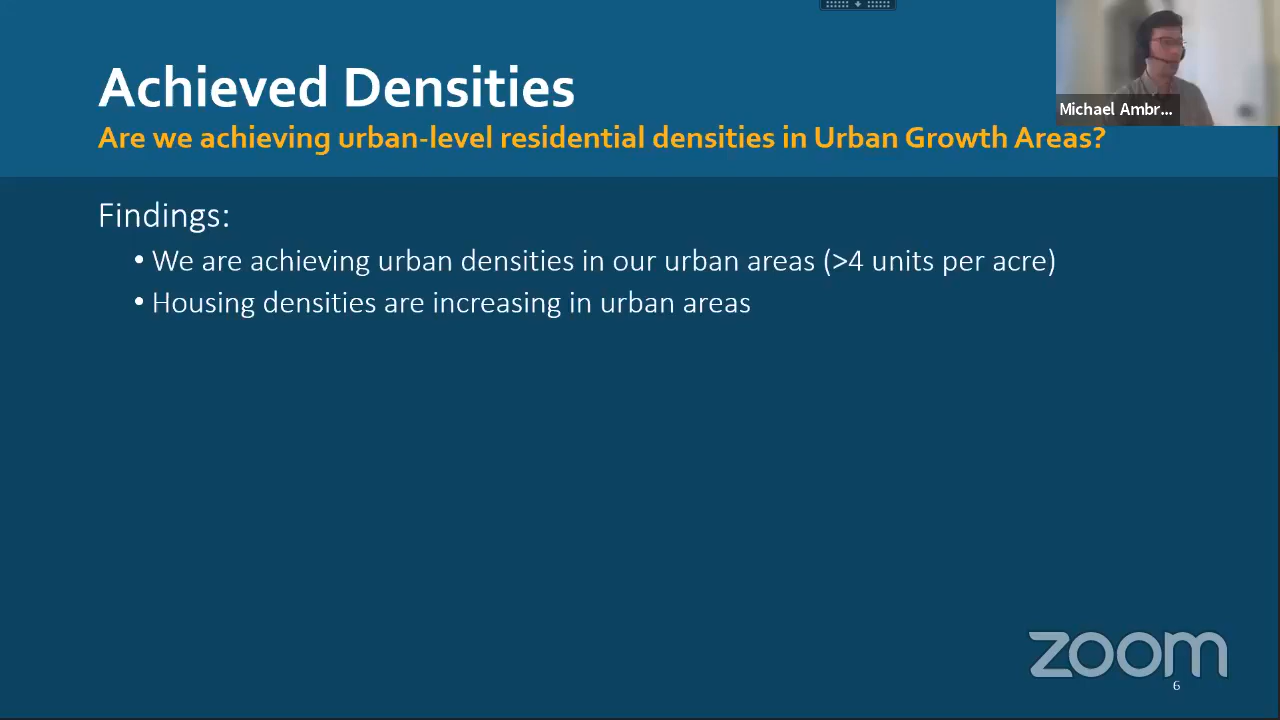 Achieved Densities
Michael Ambr...
Are we achieving urban-level residential densities in Urban Growth Areas?
Findings:
• We are achieving urban densities in our urban areas (>4 units per acre)
• Housing densities are increasing in urban areas
zoom
6